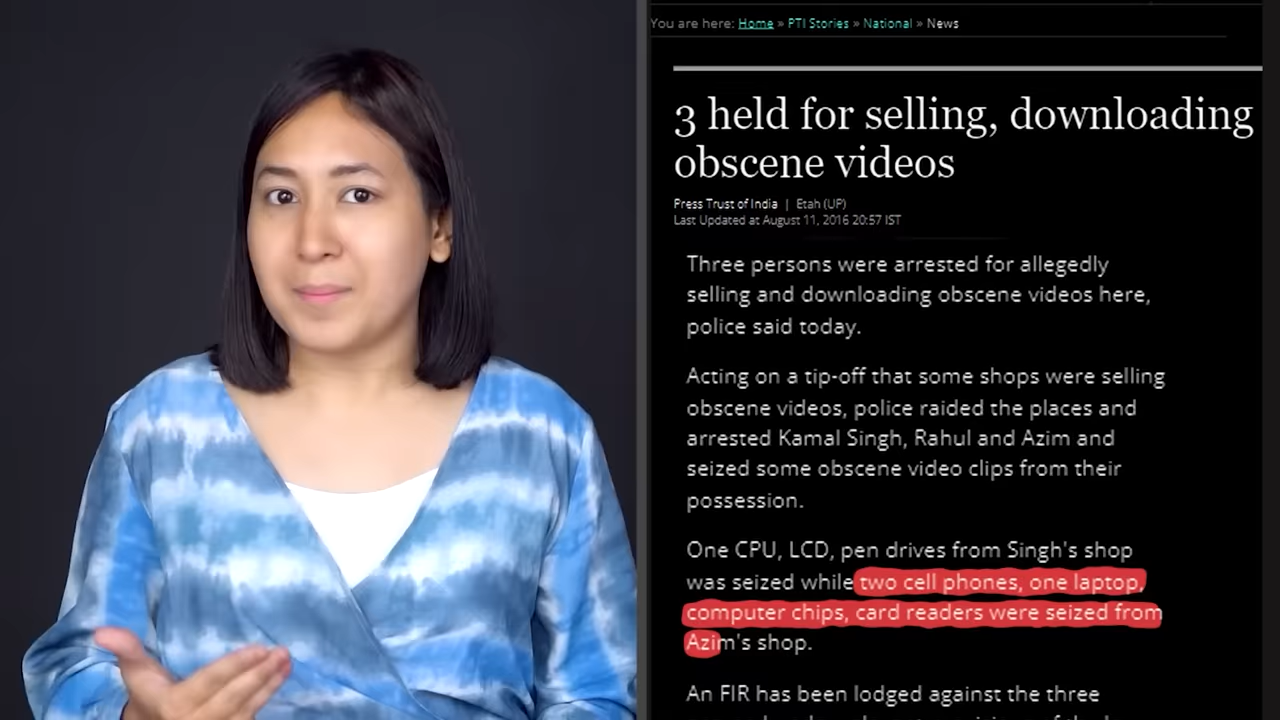 You are here: Home » PTI Stories » National » News
3 held for selling, downloading
obscene videos
Press Trust of India | Etah (UP)
Last Updated at August 11, 2016 20:57 IST
Three persons were arrested for allegedly
selling and downloading obscene videos here,
police said today.
Acting on a tip-off that some shops were selling
obscene videos, police raided the places and
arrested Kamal Singh, Rahul and Azim and
seized some obscene video clips from their
possession.
One CPU, LCD, pen drives from Singh's shop
was seized while two cell phones, one laptop,
computer chips, card readers were seized from
Azim's shop.
An FIR has been lodged against the three